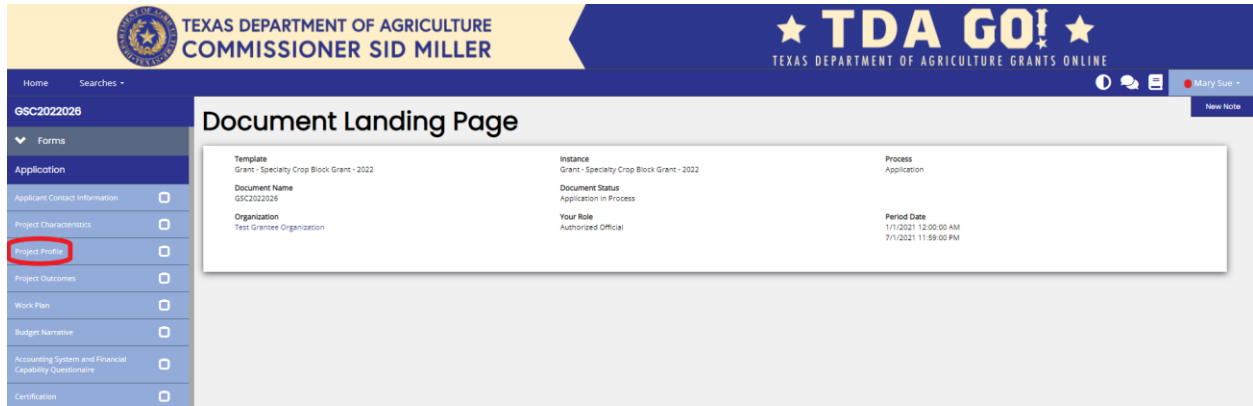 TEXAS DEPARTMENT OF AGRICULTURE
COMMISSIONER SID MILLER
TDA GO!
TEXAS DEPARTMENT OF AGRICULTURE GRANTS ONLINE
Home Searches
Mary Sue
New Note
GSC2022026
Forms
Application
Applicant Contact Information
Project Characteristics
Project Profile
Project Outcomes
Work Plan
Budget Narrative
Accounting System and Financial
Capability Questionaire
Certification
Document Landing Page
Template Instance Process
Grant - Specialty Crop Block Grant - 2022 Grant - Specialty Crop Block Grant - 2022 Application
Document Name Document Status
GSC2022026 Application in Process
Organization Your Role Period Date
Test Grantee Organization Authorized Official 1/1/2021 12:00:00 AM
7/1/2021 11:59:00 PM